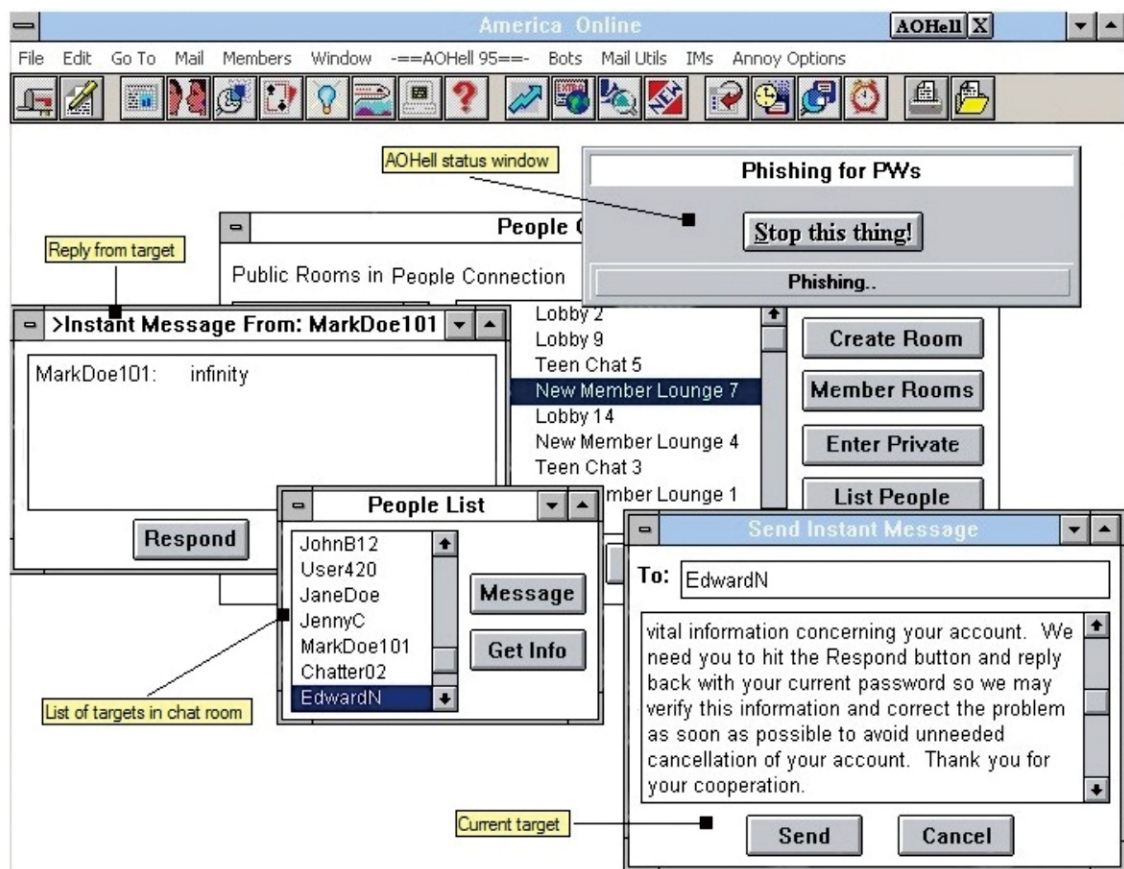 America Online
AOHell X
File Edit Go To Mail Members Window -==AOHell 95==- Bots Mail Utils IMs Annoy Options
EXTRA
NEW
AOHell status window
Phishing for PWs
Stop this thing!
Phishing..
Reply from target
People
Public Rooms in People Connection
>Instant Message From: MarkDoe101
MarkDoe101: infinity
Respond
Lobby 2
Lobby 9
Teen Chat 5
New Member Lounge 7
Lobby 14
New Member Lounge 4
Teen Chat 3
mber Lounge 1
Create Room
Member Rooms
Enter Private
List People
People List
JohnB12
User420
JaneDoe
JennyC
MarkDoe101
Chatter02
EdwardN
Message
Get Info
List of targets in chat room
Send Instant Message
To: EdwardN
vital information concerning your account. We
need you to hit the Respond button and reply
back with your current password so we may
verify this information and correct the problem
as soon as possible to avoid unneeded
cancellation of your account. Thank you for
your cooperation.
Current target
Send Cancel